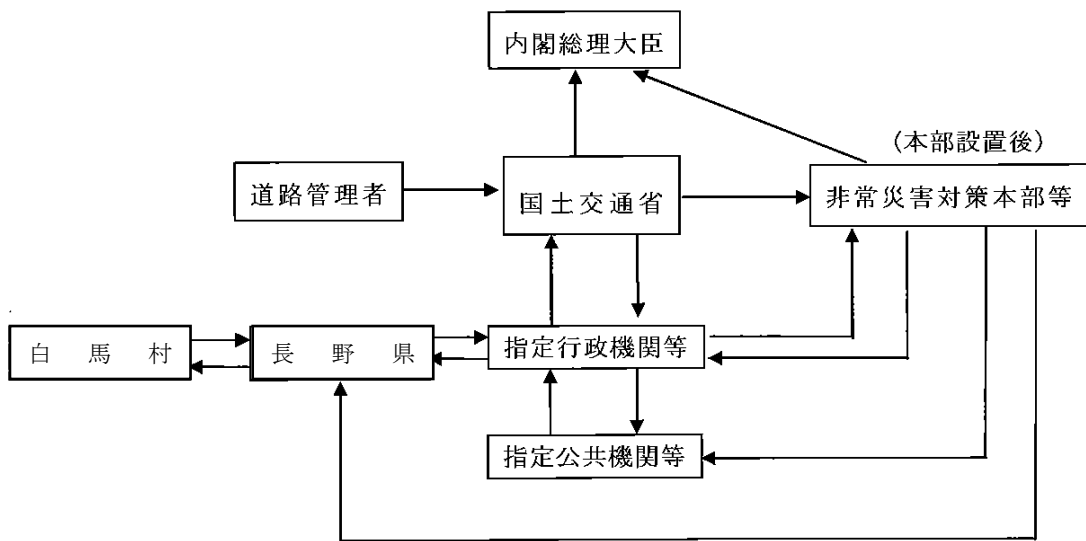 内閣総理大臣
(本部設置後)
道路管理者
国土交通省
非常災害対策本部等
白馬村
長野県
指定行政機関等
指定公共機関等